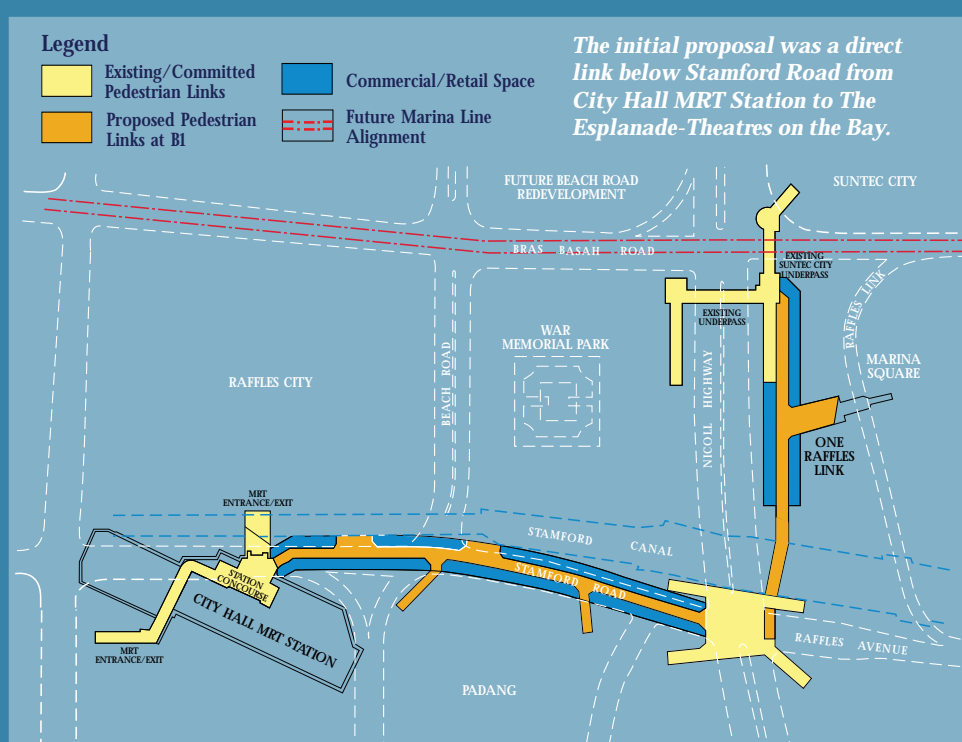 Legend
Existing/Committed
Pedestrian Links
Proposed Pedestrian
Links at B1
Commercial/Retail Space
Future Marina Line
Alignment
The initial proposal was a direct
link below Stamford Road from
City Hall MRT Station to The
Esplanade-Theatres on the Bay.
FUTURE BEACH ROAD
REDEVELOPMENT
SUNTEC CITY
BRAS BASAH ROAD
EXISTING
SUNTEC CITY
UNDERPASS
EXISTING
UNDERPASS
RAFFLES LINK
WAR
MEMORIAL PARK
MARINA
SQUARE
RAFFLES CITY
BEACH ROAD
NICOLL HIGHWAY
ONE
RAFFLES
LINK
MRT
ENTRANCE/EXIT
STAMFORD CANAL
STAMFORD ROAD
STATION
CONCOURSE
CITY HALL MRT STATION
MRT
ENTRANCE/EXIT
RAFFLES AVENUE
PADANG